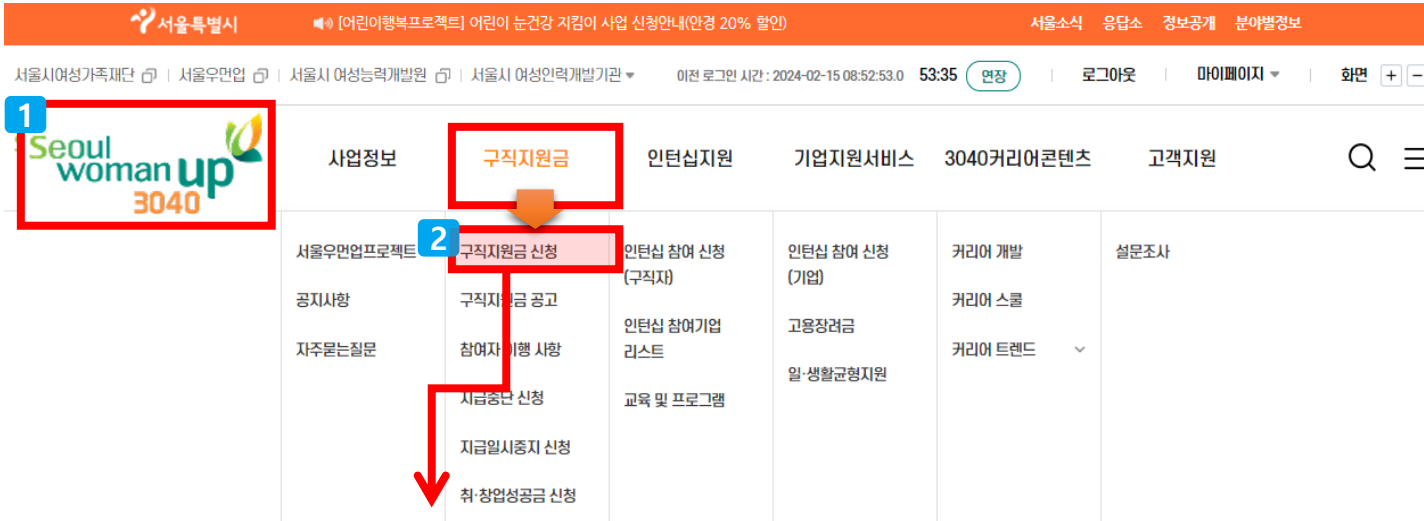 서울특별시
[어린이행복프로젝트] 어린이 눈건강 지킴이 사업 신청안내(안경 20% 할인)
서울소식 응답소 정보공개 분야별정보
서울시여성가족재단 | 서울우먼업 | 서울시 여성능력개발원 | 서울시 여성인력개발기관
이전 로그인 시간 : 2024-02-15 08:52:53.0 53:35 연장 | 로그아웃 | 마이페이지 | 화면 + -
1
Seoul
woman up
3040
사업정보 구직지원금 인턴십지원 기업지원서비스 3040커리어콘텐츠 고객지원
2
서울우먼업프로젝트
공지사항
자주묻는질문
구직지원금 신청
구직지원금 공고
참여자 이행 사항
지급중단 신청
지급일시중지 신청
취·창업성공금 신청
인턴십 참여 신청
(구직자)
인턴십 참여기업
리스트
교육 및 프로그램
인턴십 참여 신청
(기업)
고용장려금
일·생활균형지원
커리어 개발
커리어 스쿨
커리어 트렌드
설문조사